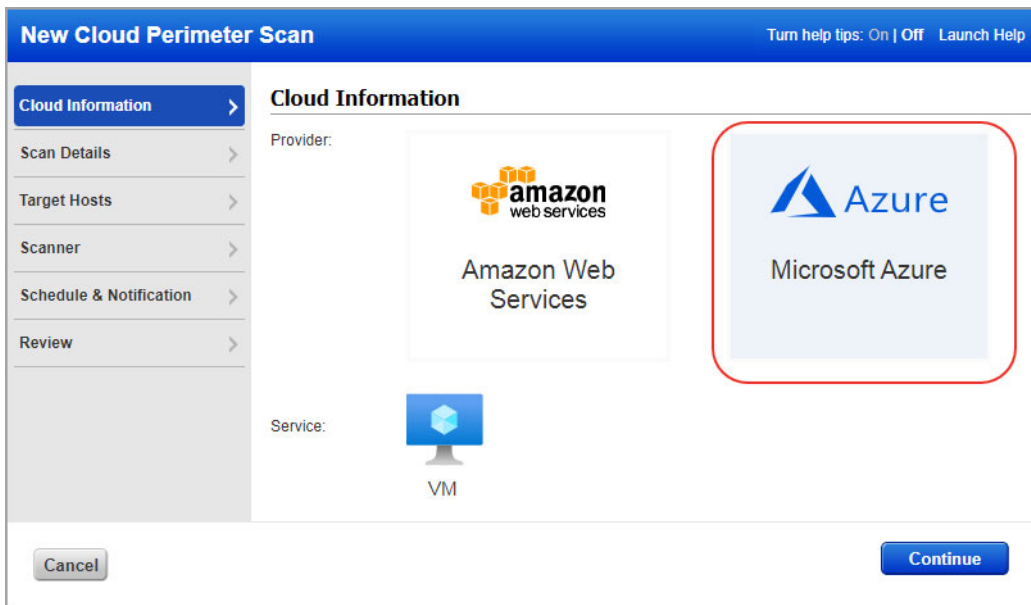 New Cloud Perimeter Scan
Turn help tips: On | Off Launch Help
Cloud Information
Scan Details
Target Hosts
Scanner
Schedule & Notification
Review
Cloud Information
Provider:
amazon
web services
Amazon Web
Services
Azure
Microsoft Azure
Service:
VM
Cancel
Continue